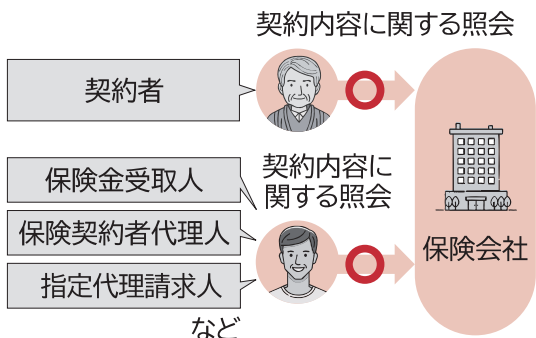 契約内容に関する照会
契約者
保険金受取人
保険契約者代理人
指定代理請求人
など
契約内容に
関する照会
保険会社